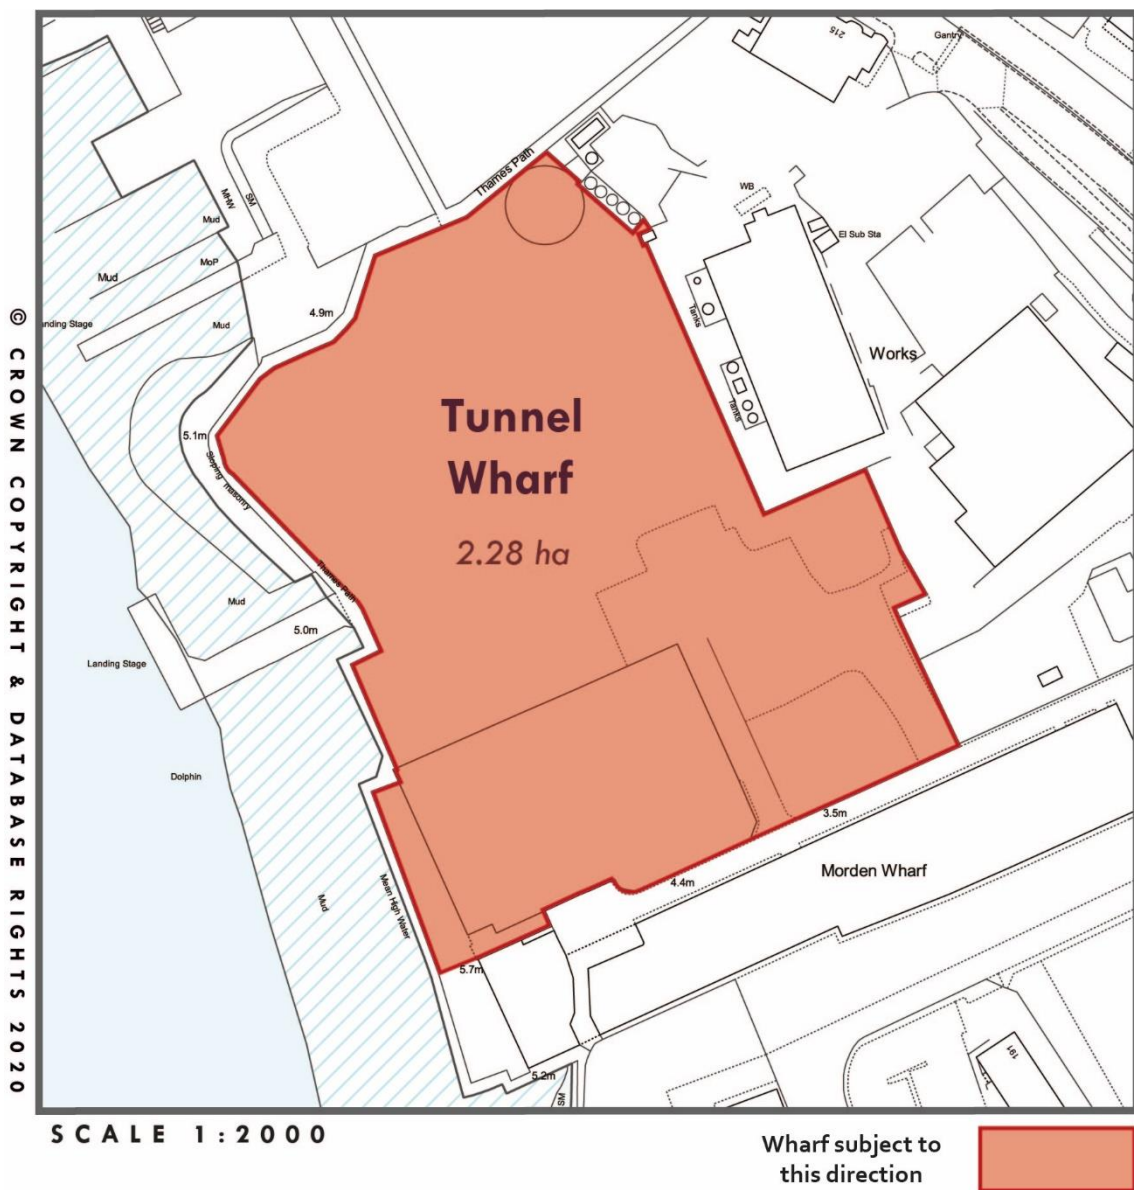 215
Gantry
Thames Path
WB
MHW
SM
Mud
El Sub Sta
MoP
Mud
Tanks
4.9m
Mud
anding Stage
Works
Tanks
Tunnel
Wharf
2.28 ha
5.1m
Sloping masonry
Thames Path
Mud
5.0m
Landing Stage
Dolphin
3.5m
Morden Wharf
4.4m
Mean High Water
Mud
5.7m
191
5.2m
SM
© CROWN COPYRIGHT & DATABASE RIGHTS 2020
SCALE 1:2000
Wharf subject to
this direction